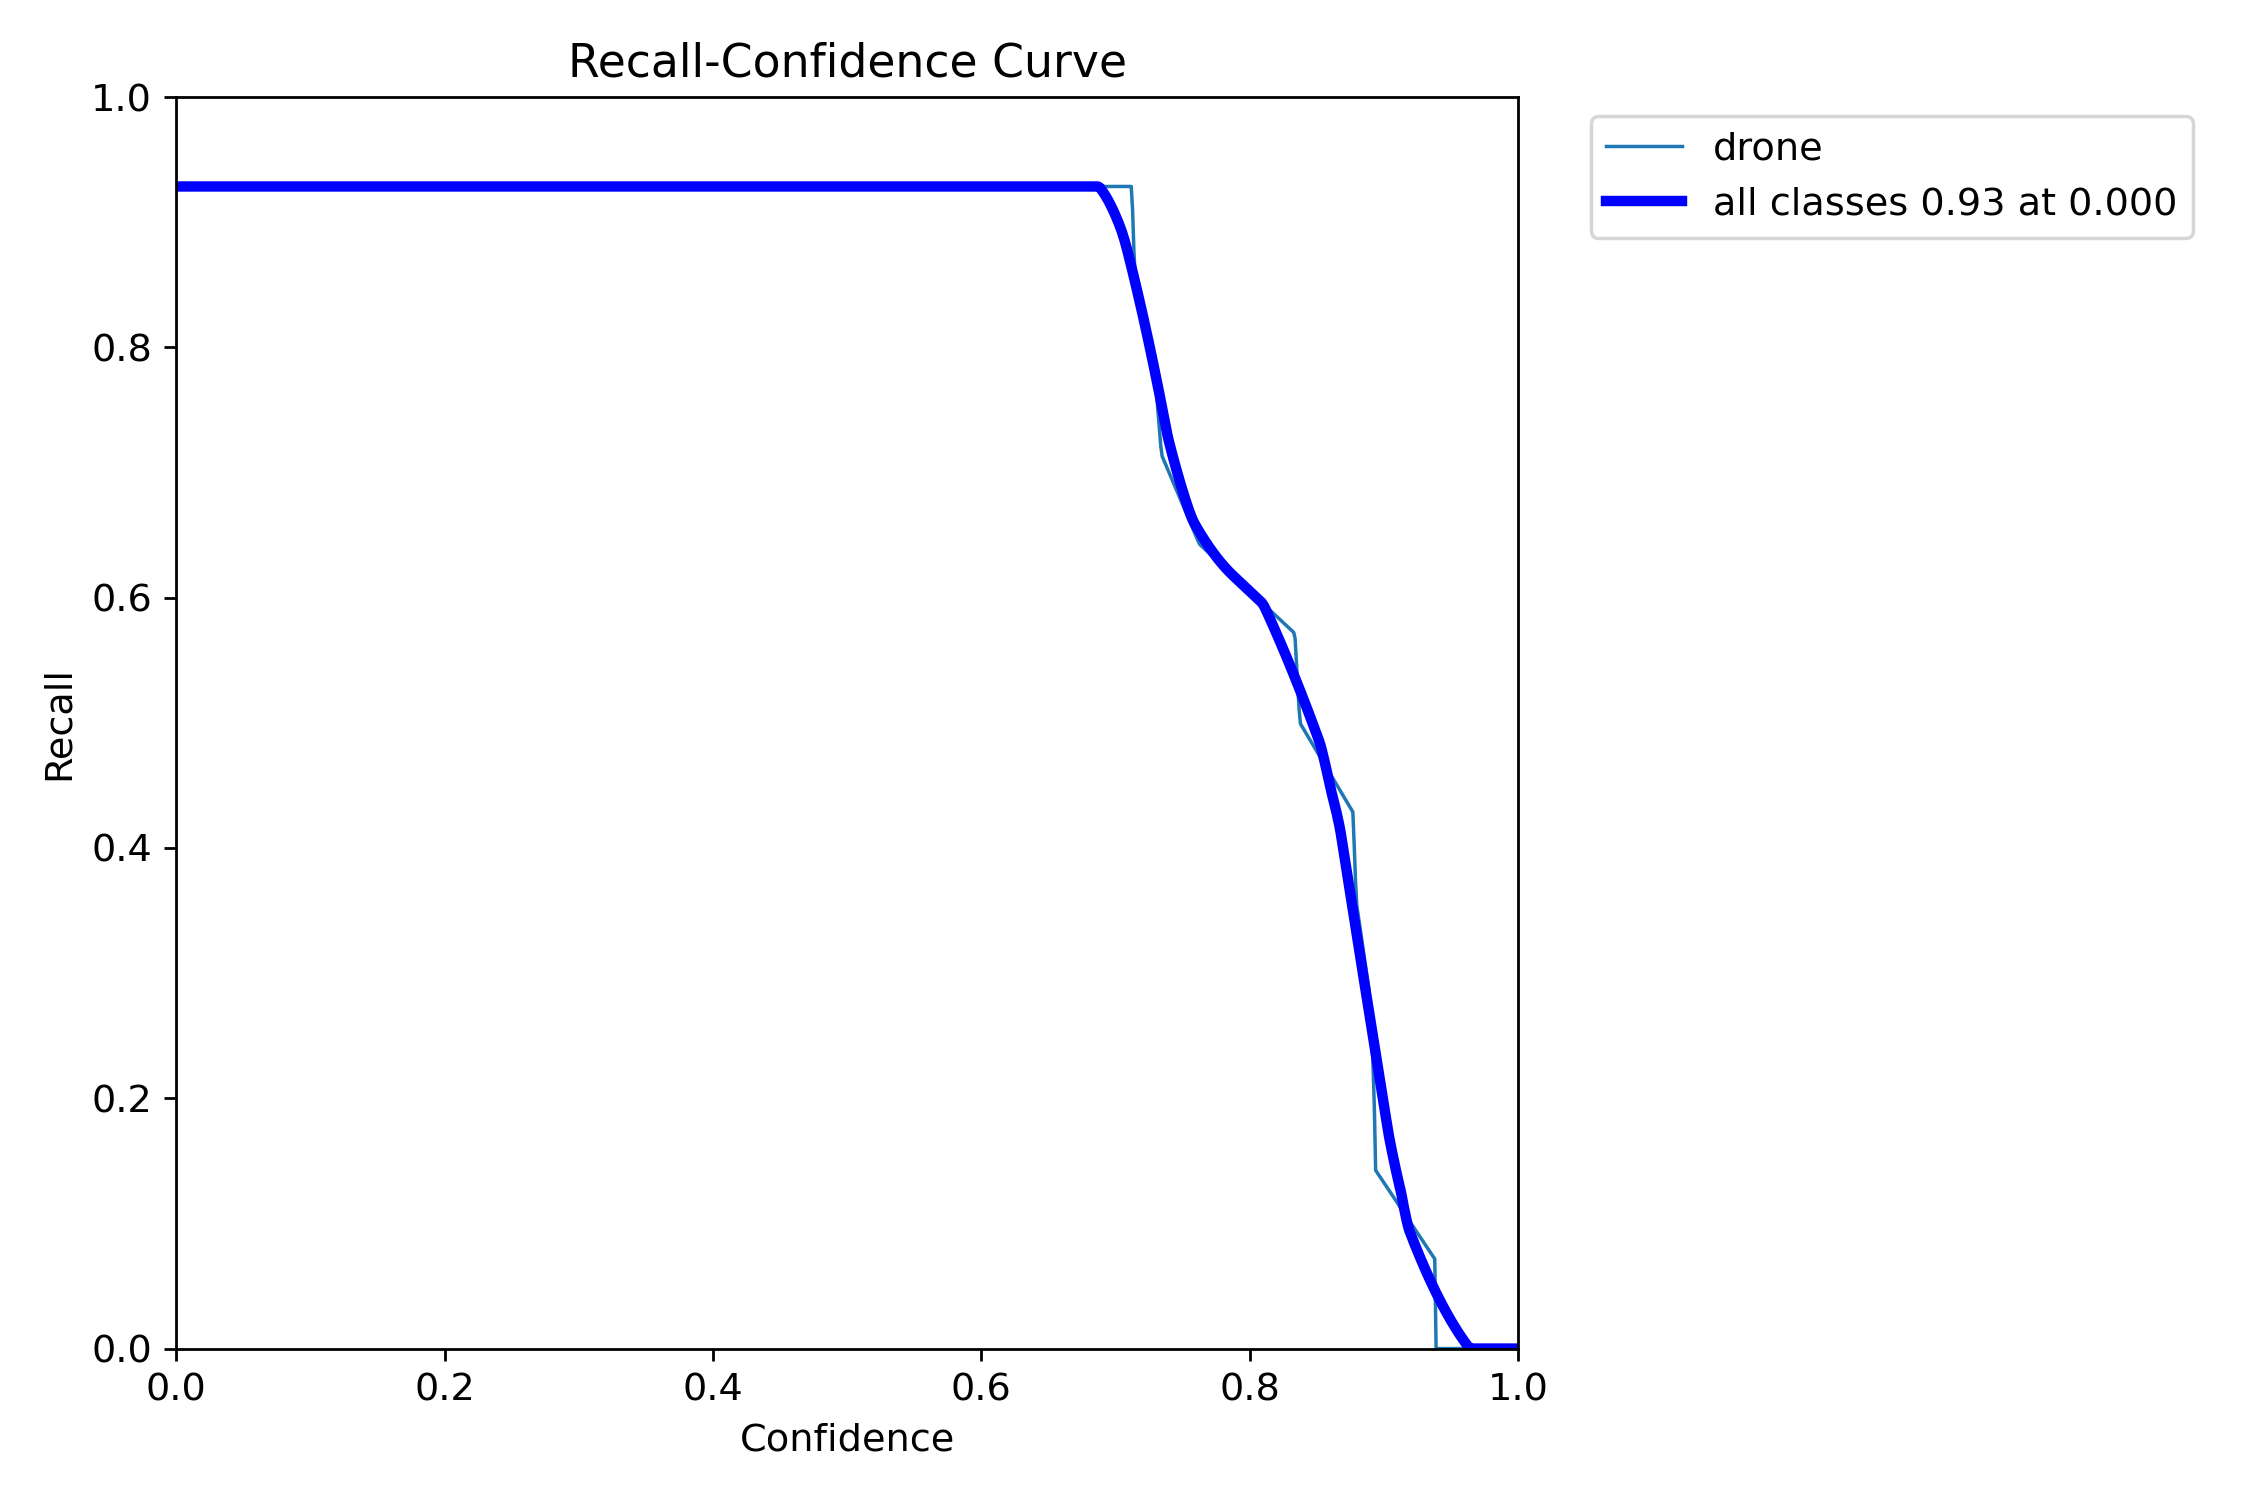 Recall-Confidence Curve
1.0
0.8
0.6
0.4
0.2
0.0
Recall
0.0 0.2 0.4 0.6 0.8 1.0
Confidence
drone
all classes 0.93 at 0.000